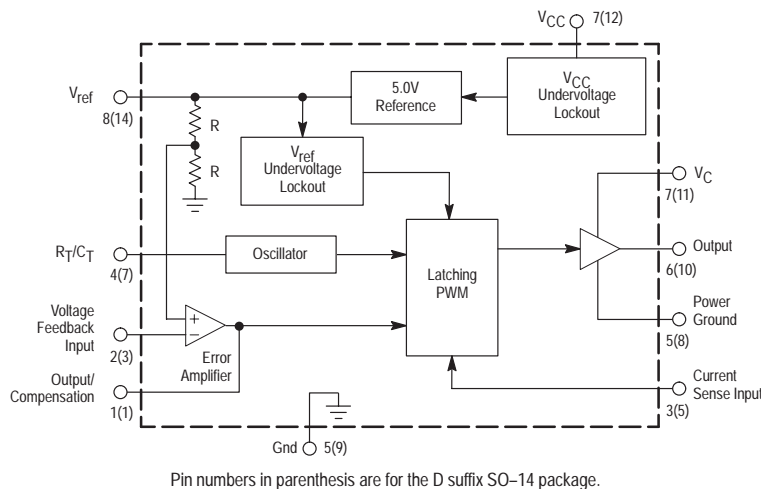 VCC 7(12)
Vref
8(14)
5.0V
Reference
VCC
Undervoltage
Lockout
R
R
Vref
Undervoltage
Lockout
VC
7(11)
RT/CT
4(7)
Oscillator
Latching
PWM
Output
6(10)
Voltage
Feedback
Input
2(3)
+
−
Error
Amplifier
Power
Ground
5(8)
Output/
Compensation
1(1)
Current
Sense Input
3(5)
Gnd 5(9)
Pin numbers in parenthesis are for the D suffix SO–14 package.